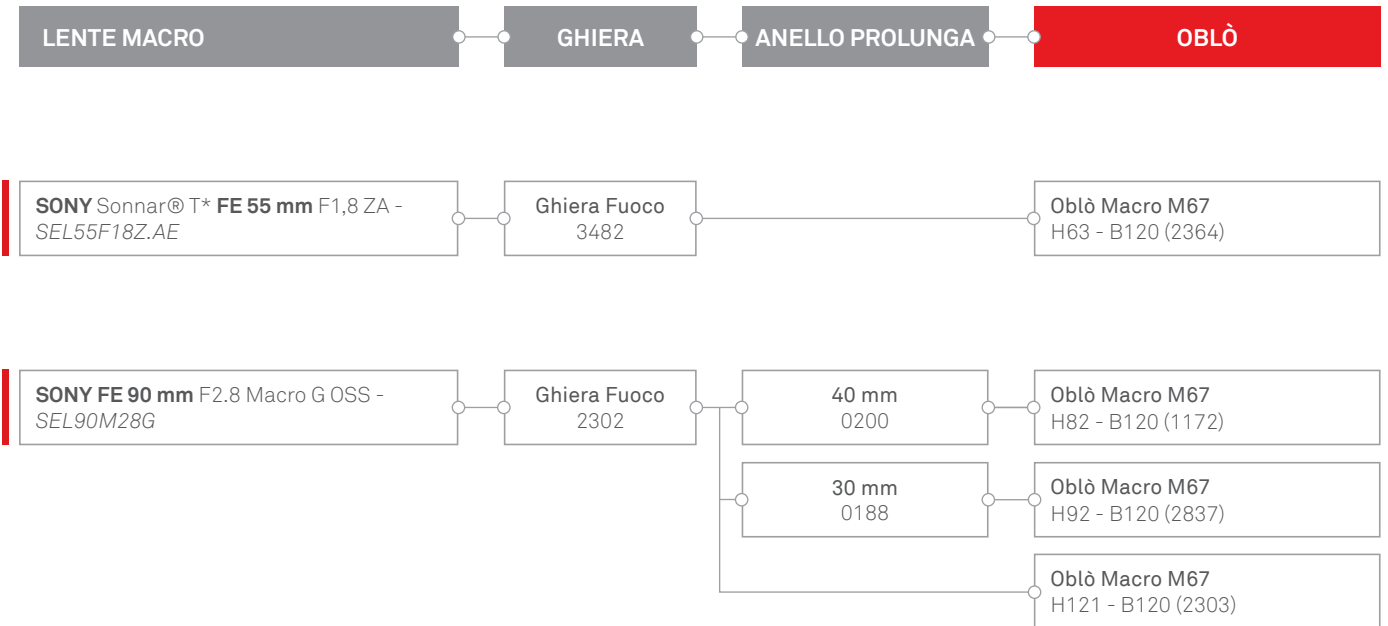 LENTE MACRO
GHIERA
ANELLO PROLUNGA
OBLÒ
SONY Sonnar® T* FE 55 mm F1,8 ZA -
SEL55F18Z.AE
Ghiera Fuoco
3482
Oblò Macro M67
H63 - B120 (2364)
SONY FE 90 mm F2.8 Macro G OSS -
SEL90M28G
Ghiera Fuoco
2302
40 mm
0200
Oblò Macro M67
H82 - B120 (1172)
30 mm
0188
Oblò Macro M67
H92 - B120 (2837)
Oblò Macro M67
H121 - B120 (2303)